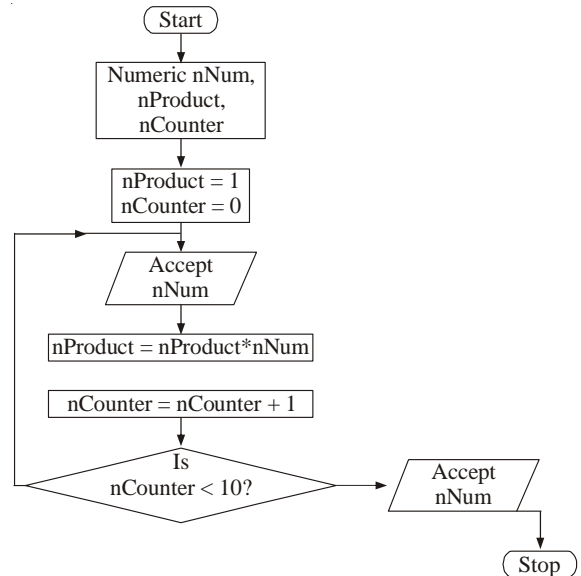 Start
Numeric nNum,
nProduct,
nCounter
nProduct = 1
nCounter = 0
Accept
nNum
nProduct = nProduct*nNum
nCounter = nCounter + 1
Is
nCounter < 10?
Accept
nNum
Stop